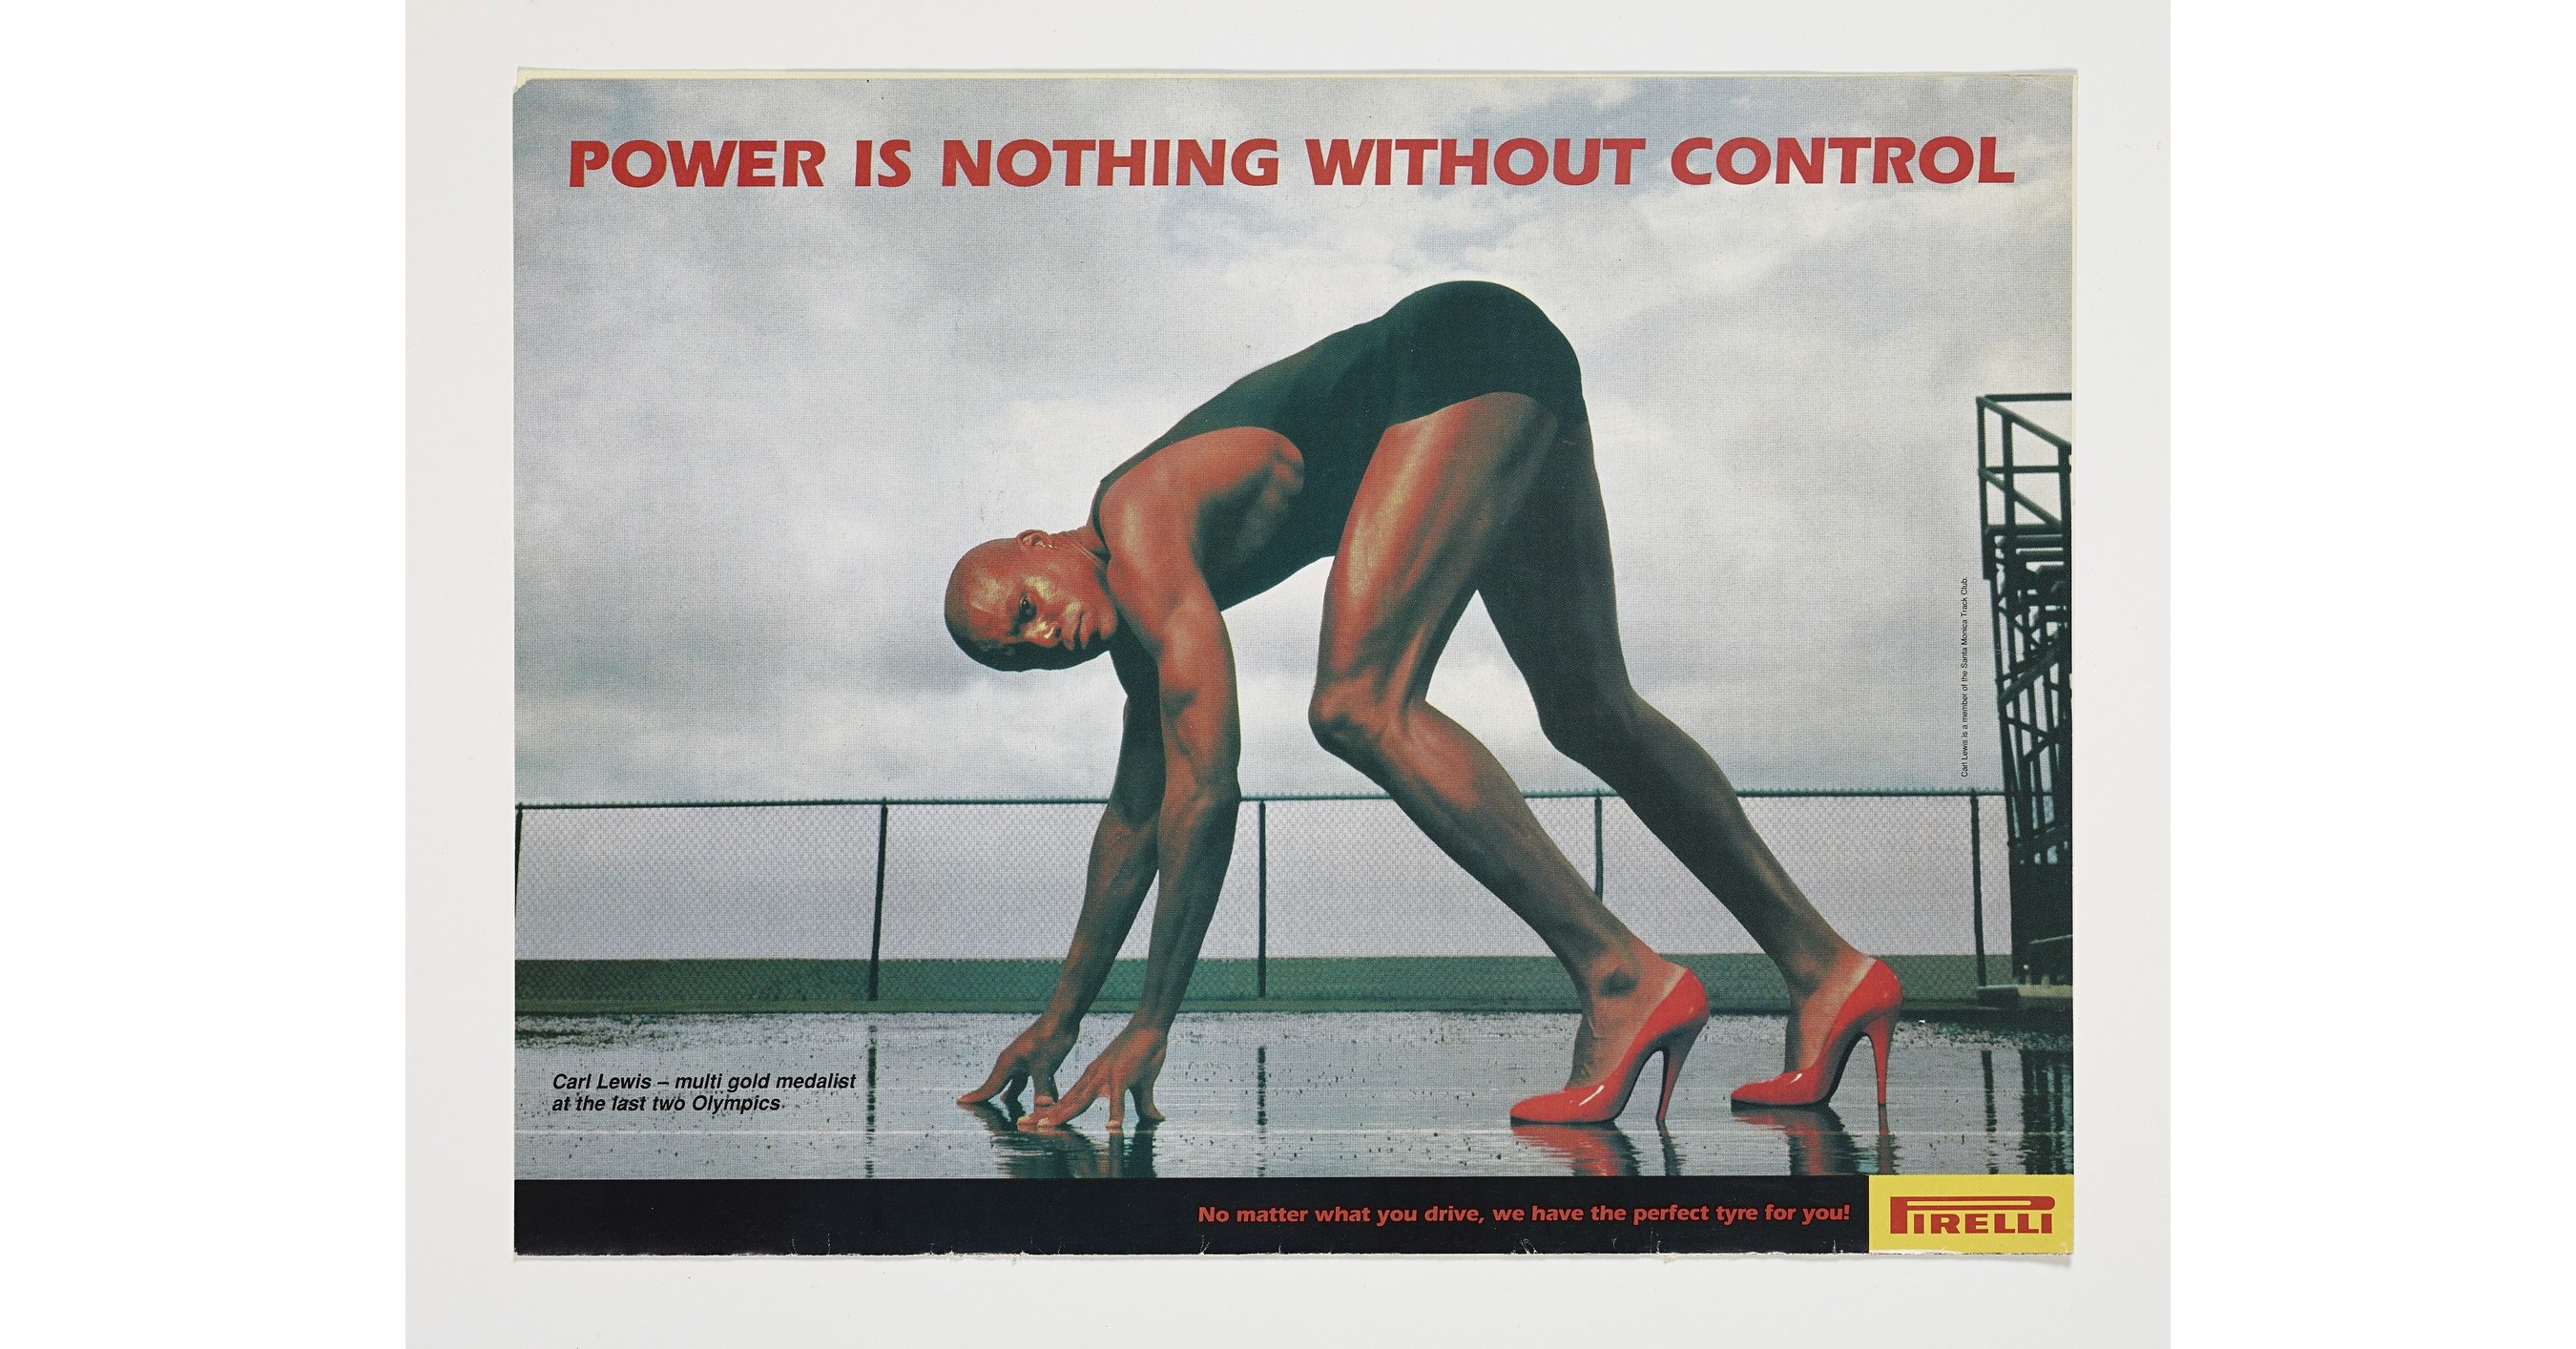 POWER IS NOTHING WITHOUT CONTROL
Carl Lewis is a member of the Santa Monica Track Club.
Carl Lewis – multi gold medalist
at the last two Olympics
No matter what you drive, we have the perfect tyre for you!
PIRELLI